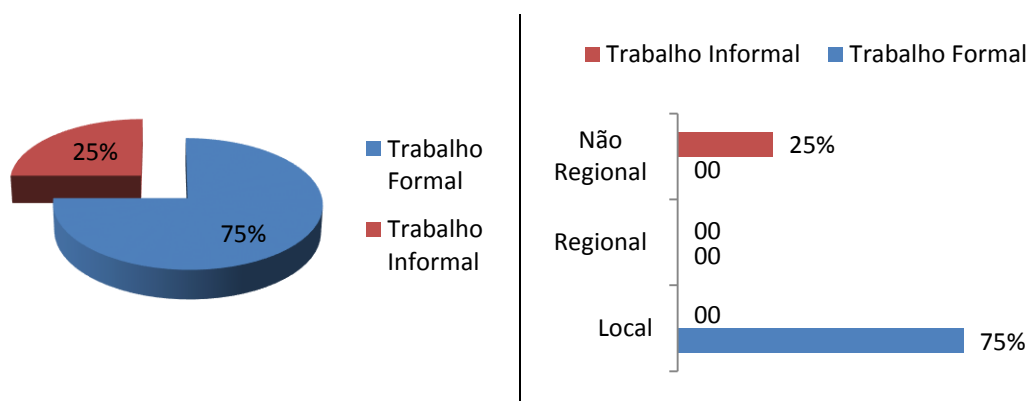 25%
75%
Trabalho
Formal
Trabalho
Informal
Trabalho Informal Trabalho Formal
Não
Regional
25%
00
Regional
00
00
Local
00
75%